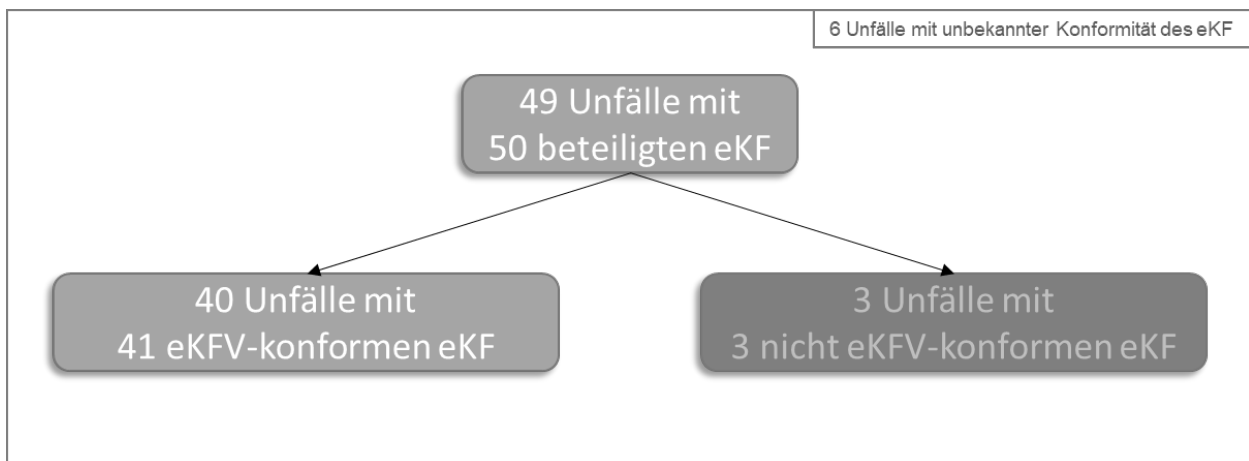 6 Unfälle mit unbekannter Konformität des eKF
49 Unfälle mit
50 beteiligten eKF
40 Unfälle mit
41 eKFV-konformen eKF
3 Unfälle mit
3 nicht eKFV-konformen eKF